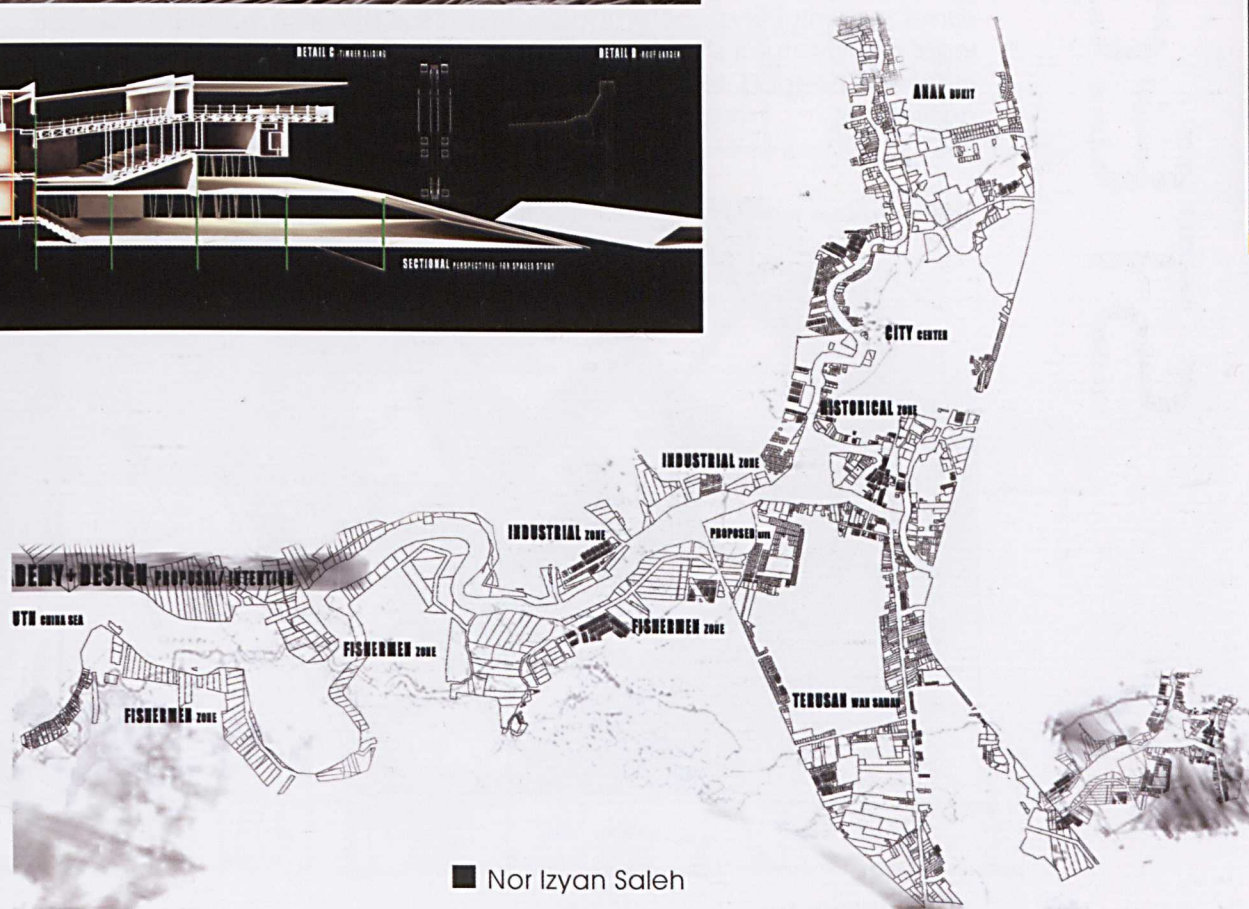 DETAIL C - TIMBER SLIDING
DETAIL D - ROOF GARDEN
SECTIONAL PERSPECTIVES- FOR SPACES STUDY
ANAK BUKIT
CITY CENTER
HISTORICAL ZONE
INDUSTRIAL ZONE
INDUSTRIAL ZONE
PROPOSED
DEMY + DESIGN PROPOSAL/ INTENTION
UTH CHINA SEA
FISHERMEN ZONE
FISHERMEN ZONE
FISHERMEN ZONE
TERUSAN WAN SAMAN
Nor Izyan Saleh